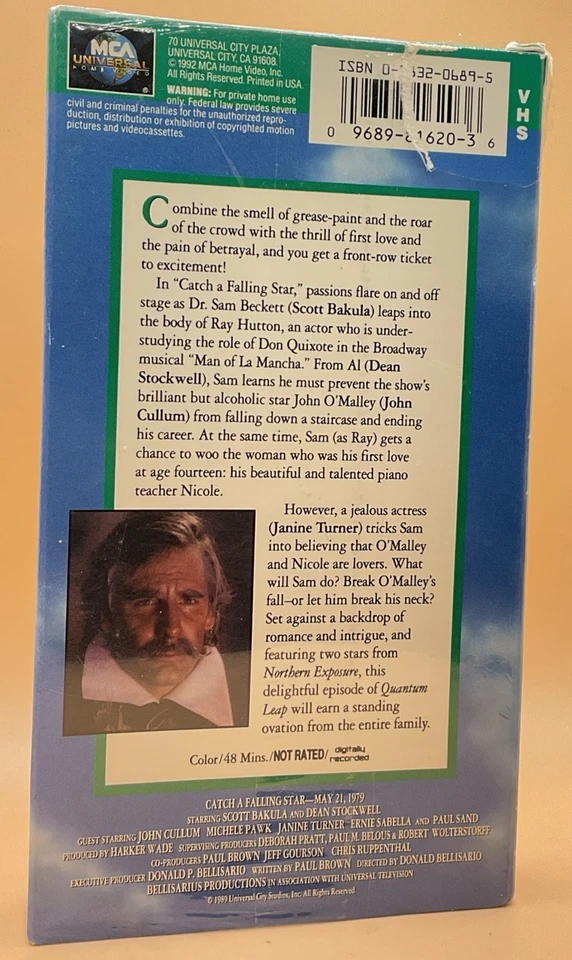 MCA
UNIVERSAL
HOME VIDEO
®
70 UNIVERSAL CITY PLAZA,
UNIVERSAL CITY, CA 91608.
©1992 MCA Home Video, Inc.
All Rights Reserved. Printed in USA.
WARNING: For private home use
only. Federal law provides severe
civil and criminal penalties for the unauthorized repro-
duction, distribution or exhibition of copyrighted motion
pictures and videocassettes.
ISBN
0 9689-81620-3 6
VHS
Combine the smell of grease-paint and the roar
of the crowd with the thrill of first love and
the pain of betrayal, and you get a front-row ticket
to excitement!
In “Catch a Falling Star,” passions flare on and off
stage as Dr. Sam Beckett (Scott Bakula) leaps into
the body of Ray Hutton, an actor who is under-
studying the role of Don Quixote in the Broadway
musical “Man of La Mancha.” From Al (Dean
Stockwell), Sam learns he must prevent the show’s
brilliant but alcoholic star John O’Malley (John
Cullum) from falling down a staircase and ending
his career. At the same time, Sam (as Ray) gets a
chance to woo the woman who was his first love
at age fourteen: his beautiful and talented piano
teacher Nicole.
However, a jealous actress
(Janine Turner) tricks Sam
into believing that O’Malley
and Nicole are lovers. What
will Sam do? Break O’Malley’s
fall–or let him break his neck?
Set against a backdrop of
romance and intrigue, and
featuring two stars from
Northern Exposure, this
delightful episode of Quantum
Leap will earn a standing
ovation from the entire family.
Color/48 Mins./NOT RATED/digitally recorded
CATCH A FALLING STAR—MAY 21, 1979
STARRING SCOTT BAKULA AND DEAN STOCKWELL
GUEST STARRING JOHN CULLUM MICHELE PAWK JANINE TURNER ERNIE SABELLA AND PAUL SAND
PRODUCED BY HARKER WADE SUPERVISING PRODUCERS DEBORAH PRATT, PAUL M. BELOUS & ROBERT WOLTERSTORFF
CO-PRODUCERS PAUL BROWN JEFF GOURSON CHRIS RUPPENTHAL
EXECUTIVE PRODUCER DONALD P. BELLISARIO WRITTEN BY PAUL BROWN DIRECTED BY DONALD BELLISARIO
BELLISARIUS PRODUCTIONS IN ASSOCIATION WITH UNIVERSAL TELEVISION
© 1989 Universal City Studios, Inc. All Rights Reserved